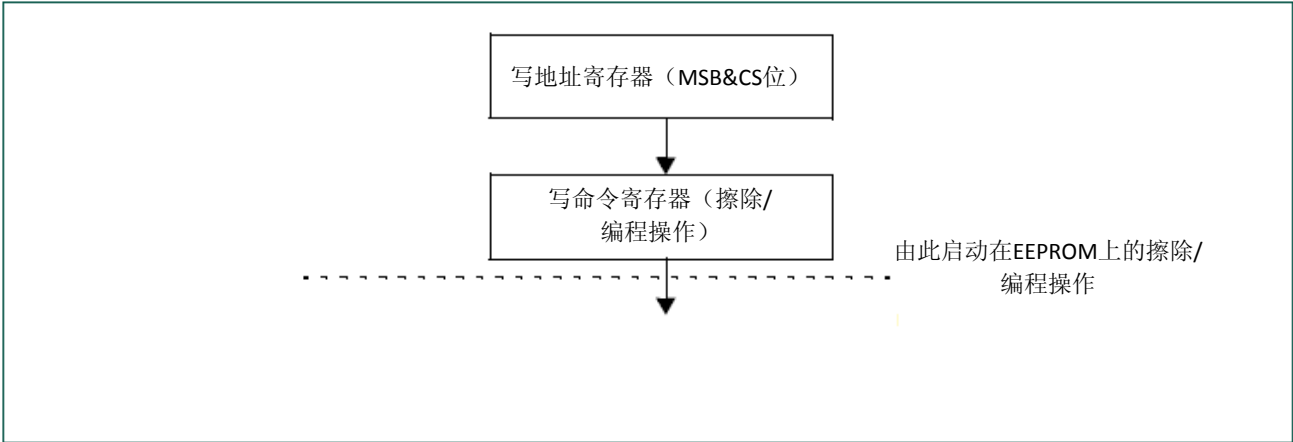 写地址寄存器（MSB&CS位）
写命令寄存器（擦除/
编程操作）
由此启动在EEPROM上的擦除/
编程操作